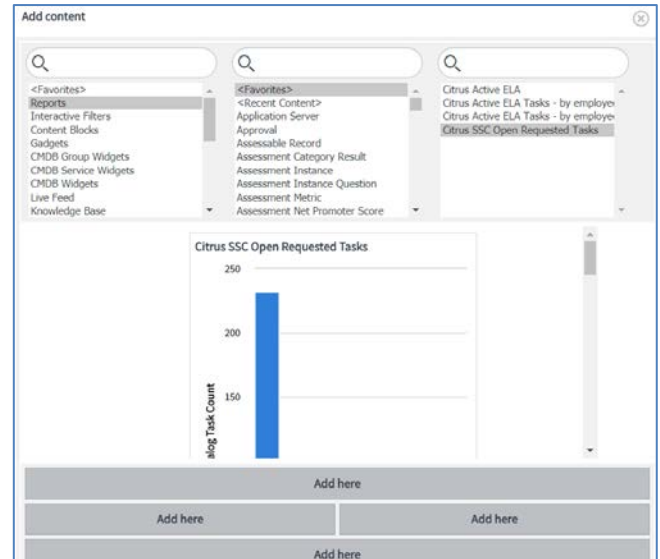 Add content
<Favorites>
Reports
Interactive Filters
Content Blocks
Gadgets
CMDB Group Widgets
CMDB Service Widgets
CMDB Widgets
Live Feed
Knowledge Base
<Favorites>
<Recent Content>
Application Server
Approval
Assessable Record
Assessment Category Result
Assessment Instance
Assessment Instance Question
Assessment Metric
Assessment Net Promoter Score
Citrus Active ELA
Citrus Active ELA Tasks - by employee
Citrus Active ELA Tasks - by employee
Citrus SSC Open Requested Tasks
Citrus SSC Open Requested Tasks
250
200
150
alog Task Count
Add here
Add here
Add here
Add here